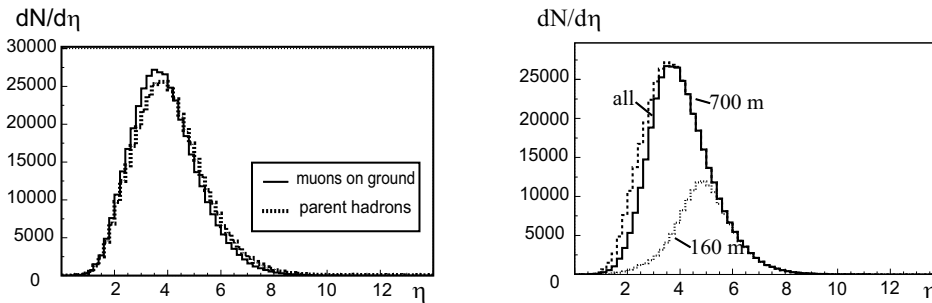 dN/dη
30000
25000
20000
15000
10000
5000
0
2 4 6 8 10 12 η
muons on ground
parent hadrons
dN/dη
25000
20000
15000
10000
5000
0
2 4 6 8 10 12 η
all
700 m
160 m